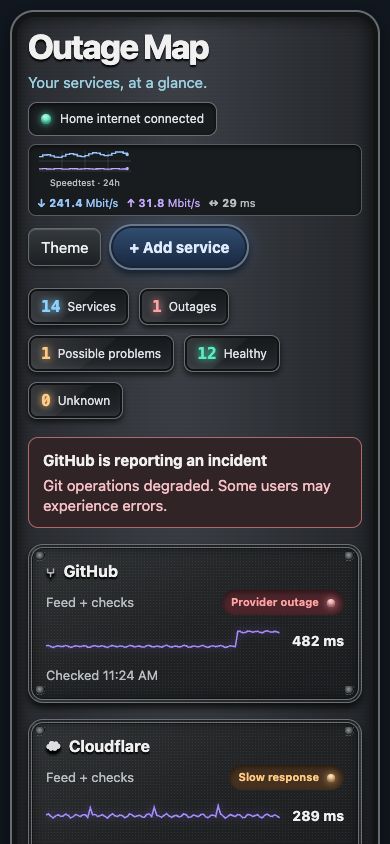 Outage Map
Your services, at a glance.
Home internet connected
Speedtest · 24h
↓ 241.4 Mbit/s ↑ 31.8 Mbit/s ⇔ 29 ms
Theme
+ Add service
14 Services
1 Outages
1 Possible problems
12 Healthy
0 Unknown
GitHub is reporting an incident
Git operations degraded. Some users may
experience errors.
GitHub
Feed + checks
Provider outage
482 ms
Checked 11:24 AM
Cloudflare
Feed + checks
Slow response
289 ms